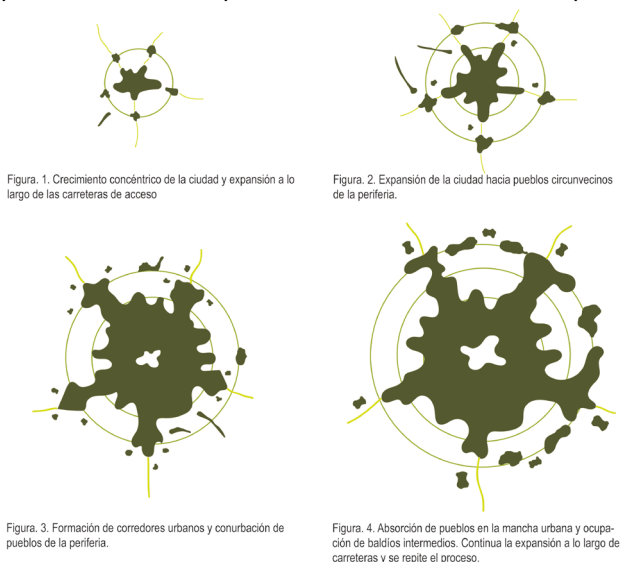 Figura. 1. Crecimiento concéntrico de la ciudad y expansión a lo
largo de las carreteras de acceso
Figura. 2. Expansión de la ciudad hacia pueblos circunvecinos
de la periferia.
Figura. 3. Formación de corredores urbanos y conurbación de
pueblos de la periferia.
Figura. 4. Absorción de pueblos en la mancha urbana y ocupa-
ción de baldíos intermedios. Continua la expansión a lo largo de
carreteras y se repite el proceso.